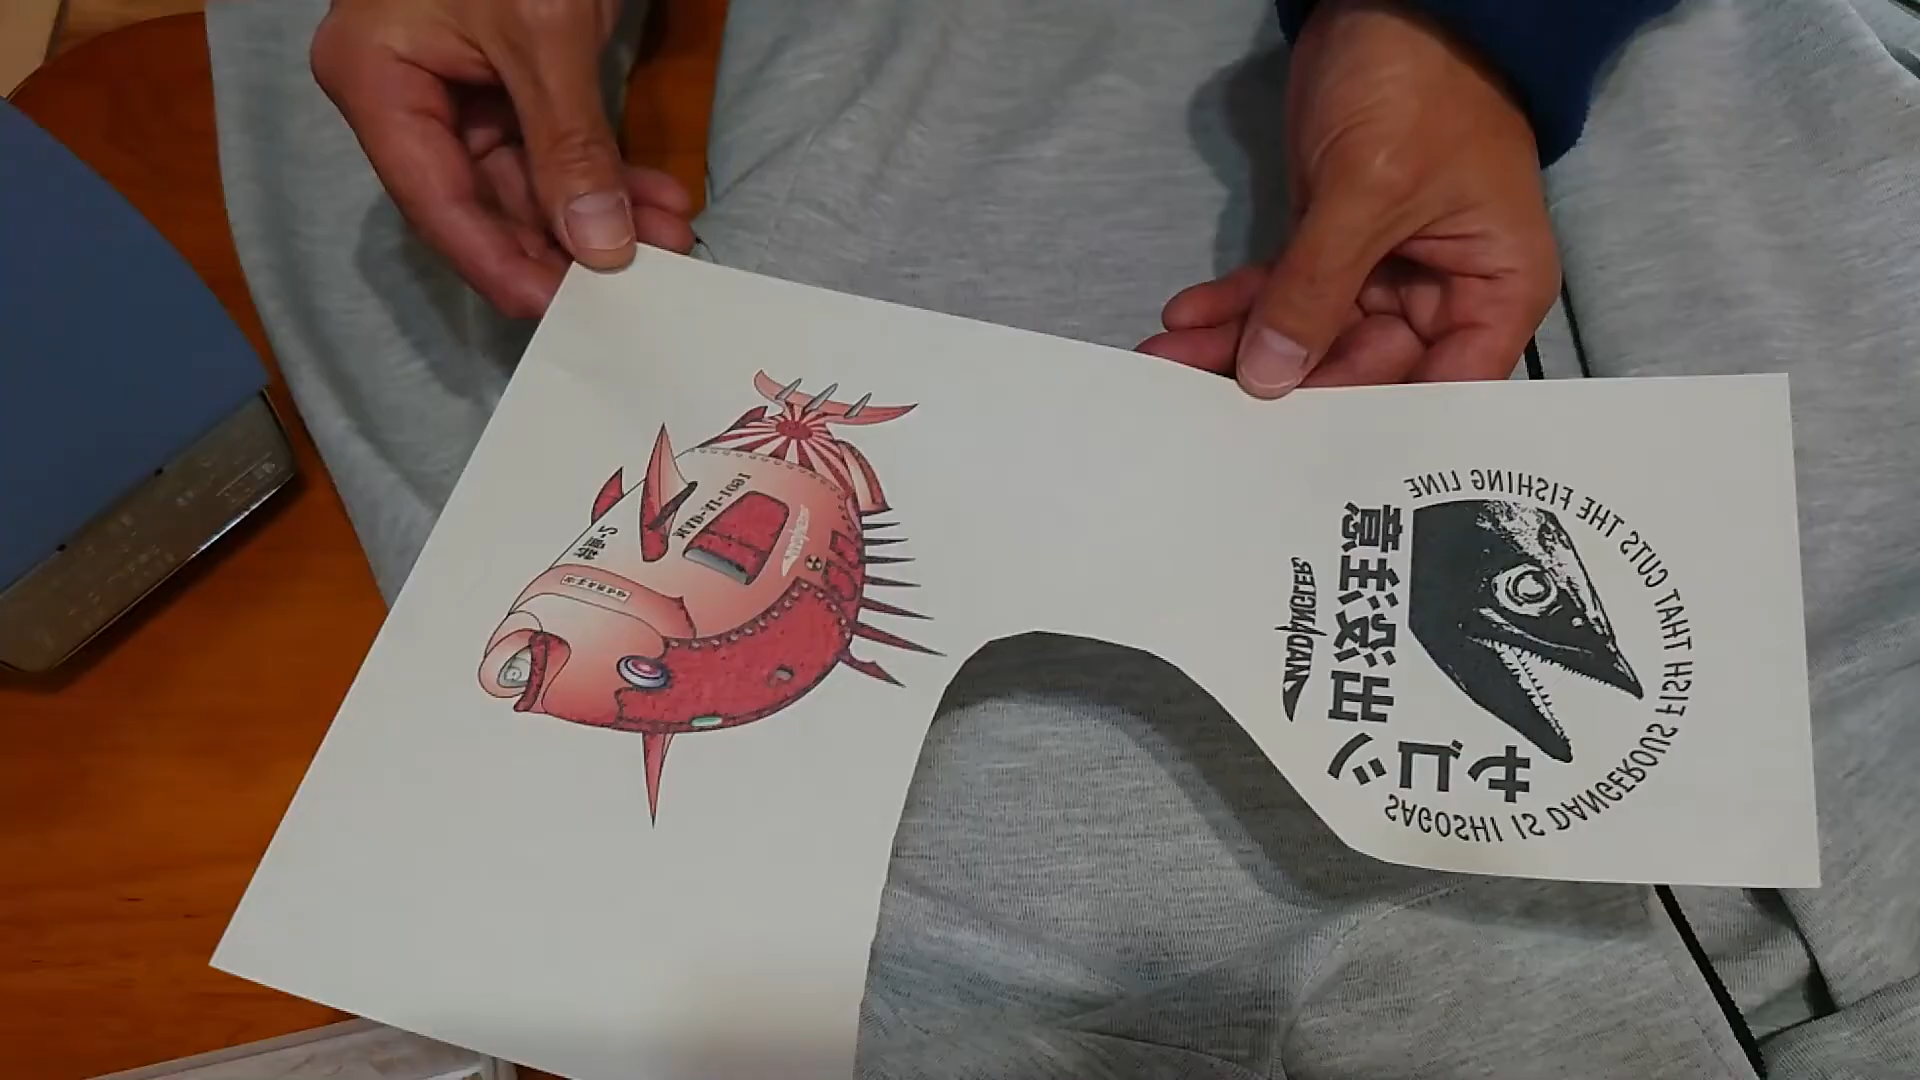 SAGOSHI IS DANGEROUS FISH THAT CUTS THE FISHING LINE
サゴシ
出没注意
MADANGLER